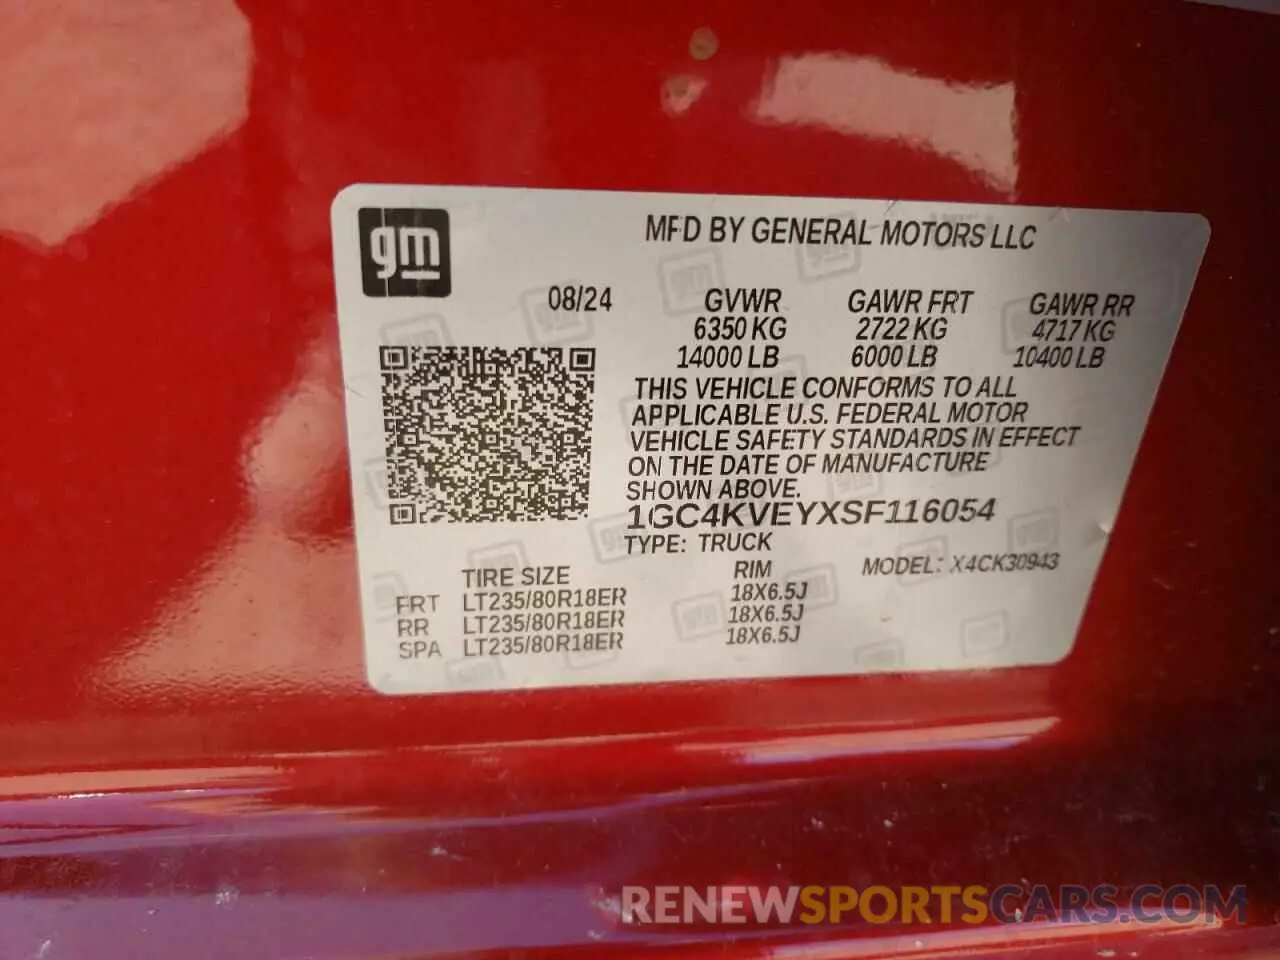 gm
MFD BY GENERAL MOTORS LLC
08/24 GVWR GAWR FRT GAWR RR
6350 KG 2722 KG 4717 KG
14000 LB 6000 LB 10400 LB
THIS VEHICLE CONFORMS TO ALL
APPLICABLE U.S. FEDERAL MOTOR
VEHICLE SAFETY STANDARDS IN EFFECT
ON THE DATE OF MANUFACTURE
SHOWN ABOVE.
1GC4KVEYXSF116054
TYPE: TRUCK
TIRE SIZE RIM MODEL: X4CK30943
FRT LT235/80R18ER 18X6.5J
RR LT235/80R18ER 18X6.5J
SPA LT235/80R18ER 18X6.5J
RENEWSPORTSCARS.COM